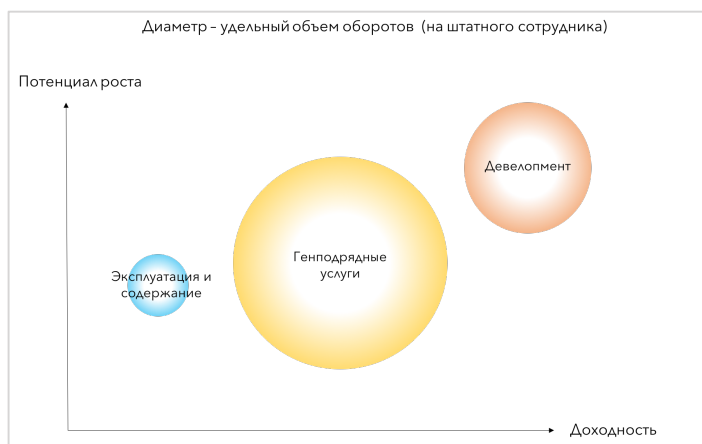 Диаметр – удельный объем оборотов (на штатного сотрудника)
Потенциал роста
Девелопмент
Генподрядные
услуги
Эксплуатация и
содержание
Доходность